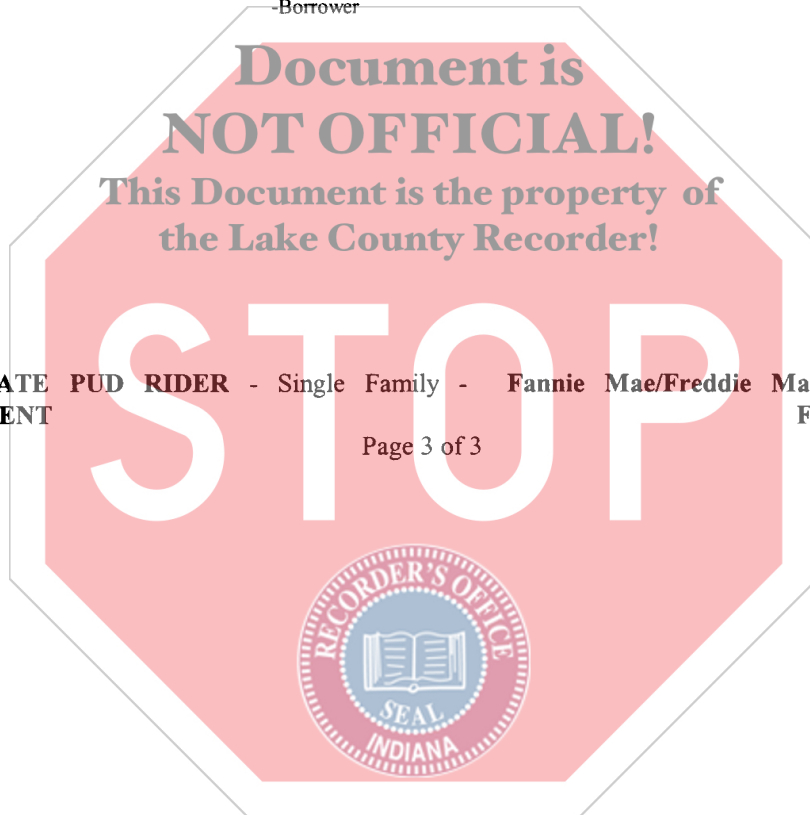 -Borrower
Document is
NOT OFFICIAL!
This Document is the property of
the Lake County Recorder!
STOP
ATE PUD RIDER - Single Family - Fannie Mae/Freddie Ma
ENT F
Page 3 of 3
RECORDER'S OFFICE
SEAL
INDIANA